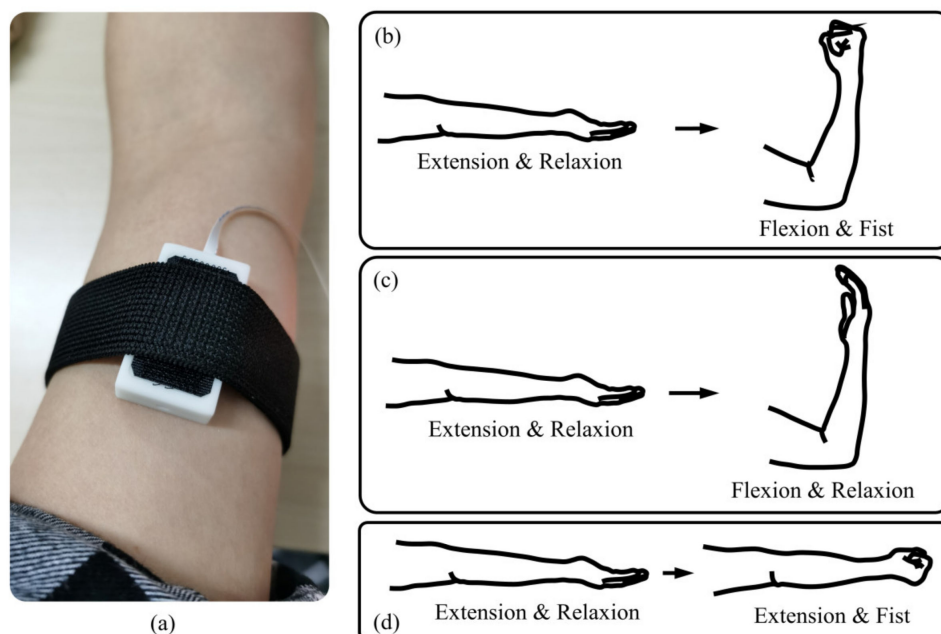 (b)
Extension & Relaxion
Flexion & Fist
(c)
Extension & Relaxion
Flexion & Relaxion
Extension & Relaxion
Extension & Fist
(a)
(d)